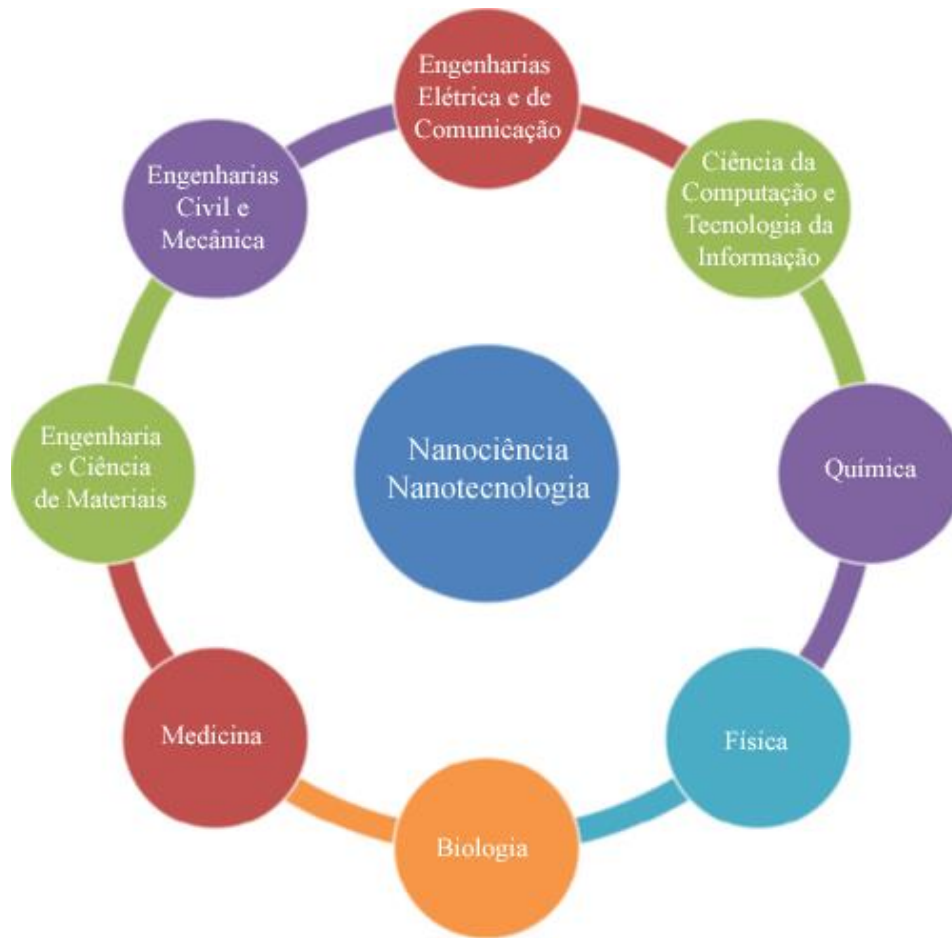 Engenharias
Elétrica e de
Comunicação
Ciência da
Computação e
Tecnologia da
Informação
Química
Física
Biologia
Medicina
Engenharia
e Ciência
de Materiais
Engenharias
Civil e
Mecânica
Nanociência
Nanotecnologia